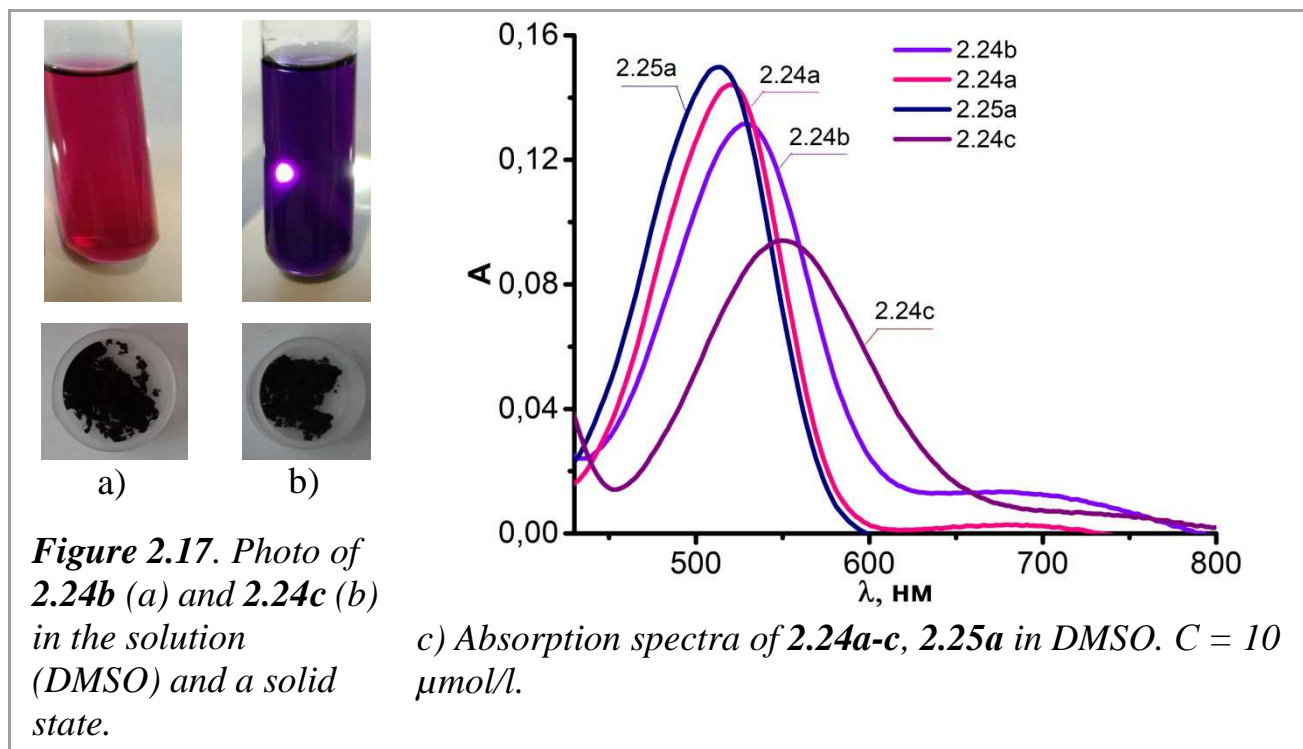 a)
b)
Figure 2.17. Photo of
2.24b (a) and 2.24c (b)
in the solution
(DMSO) and a solid
state.
0,16
0,12
0,08
0,04
0,00
A
500
600
700
800
λ, нм
2.25a
2.24a
2.24b
2.24c
2.24b
2.24a
2.25a
2.24c
c) Absorption spectra of 2.24a-c, 2.25a in DMSO. C = 10
µmol/l.